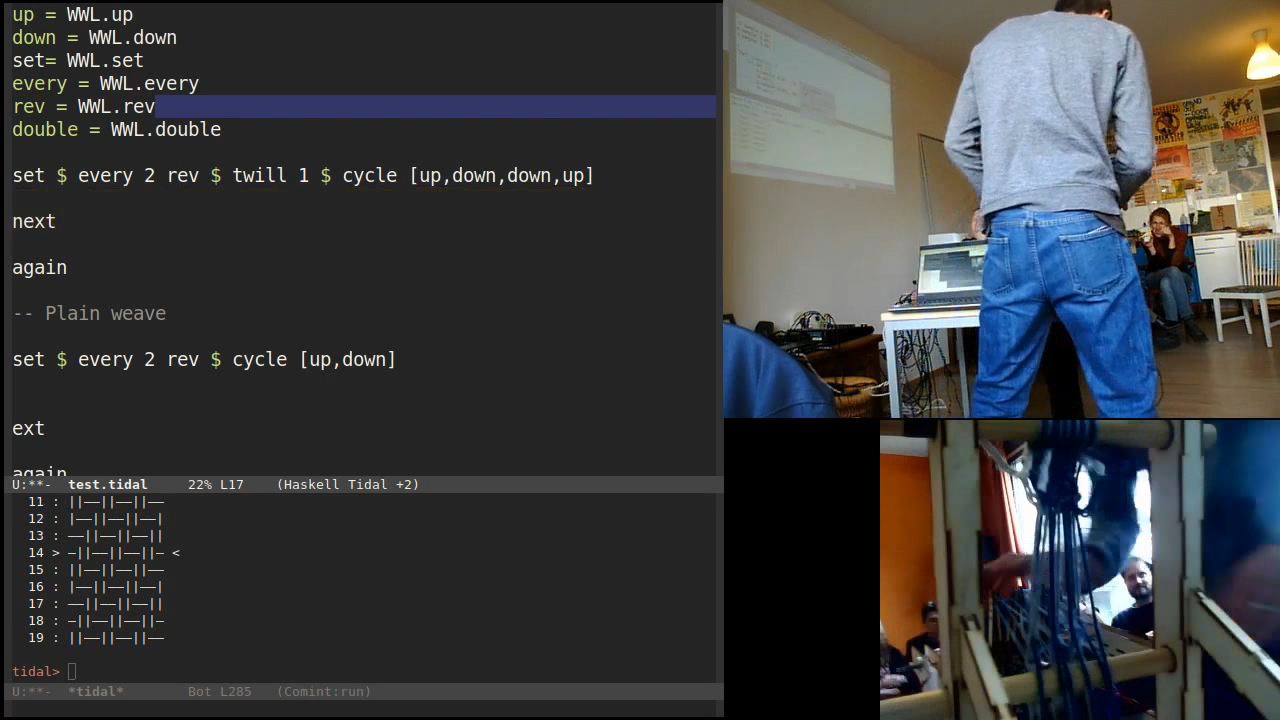 up = WWL.up
down = WWL.down
set= WWL.set
every = WWL.every
rev = WWL.rev
double = WWL.double
set $ every 2 rev $ twill 1 $ cycle [up,down,down,up]
next
again
-- Plain weave
set $ every 2 rev $ cycle [up,down]
ext
again
U:**-  test.tidal     22% L17    (Haskell Tidal +2)
11 : ||——||——||——
12 : |——||——||——|
13 : ——||——||——||
14 > —||——||——||— <
15 : ||——||——||——
16 : |——||——||——|
17 : ——||——||——||
18 : —||——||——||—
19 : ||——||——||——
tidal>
U:**-  *tidal*        Bot L285   (Comint:run)